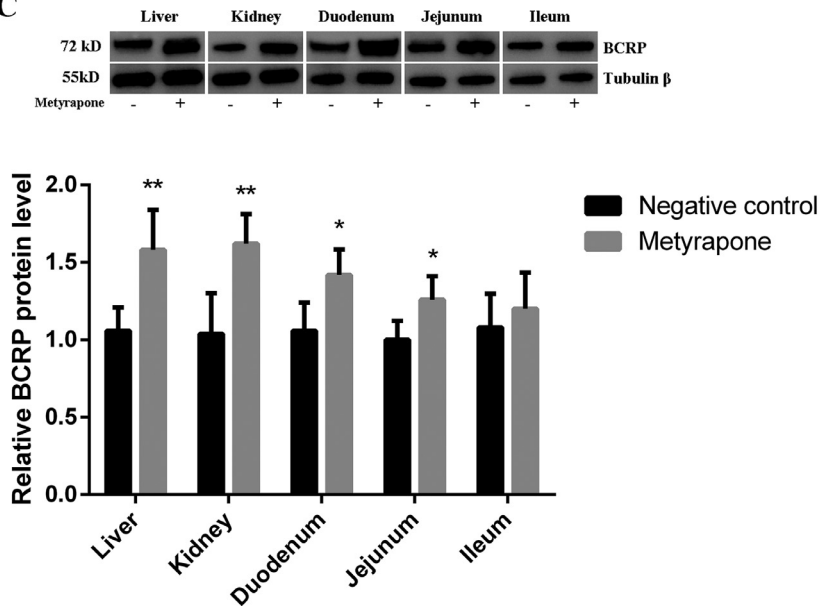 C
Liver Kidney Duodenum Jejunum Ileum
72 kD BCRP
55kD Tubulin β
Metyrapone - + - + - + - + - +
Relative BCRP protein level
2.0
1.5
1.0
0.5
0.0
** ** * *
Negative control
Metyrapone
Liver Kidney Duodenum Jejunum Ileum